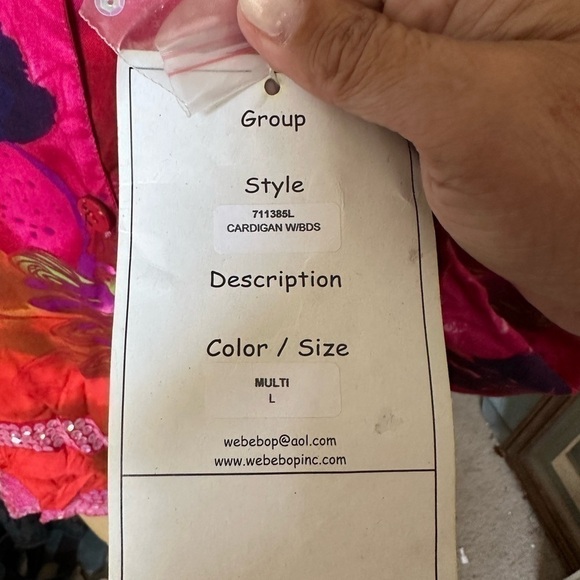 Group
Style
711385L
CARDIGAN W/BDS
Description
Color / Size
MULTI
L
webebop@aol.com
www.webebopinc.com